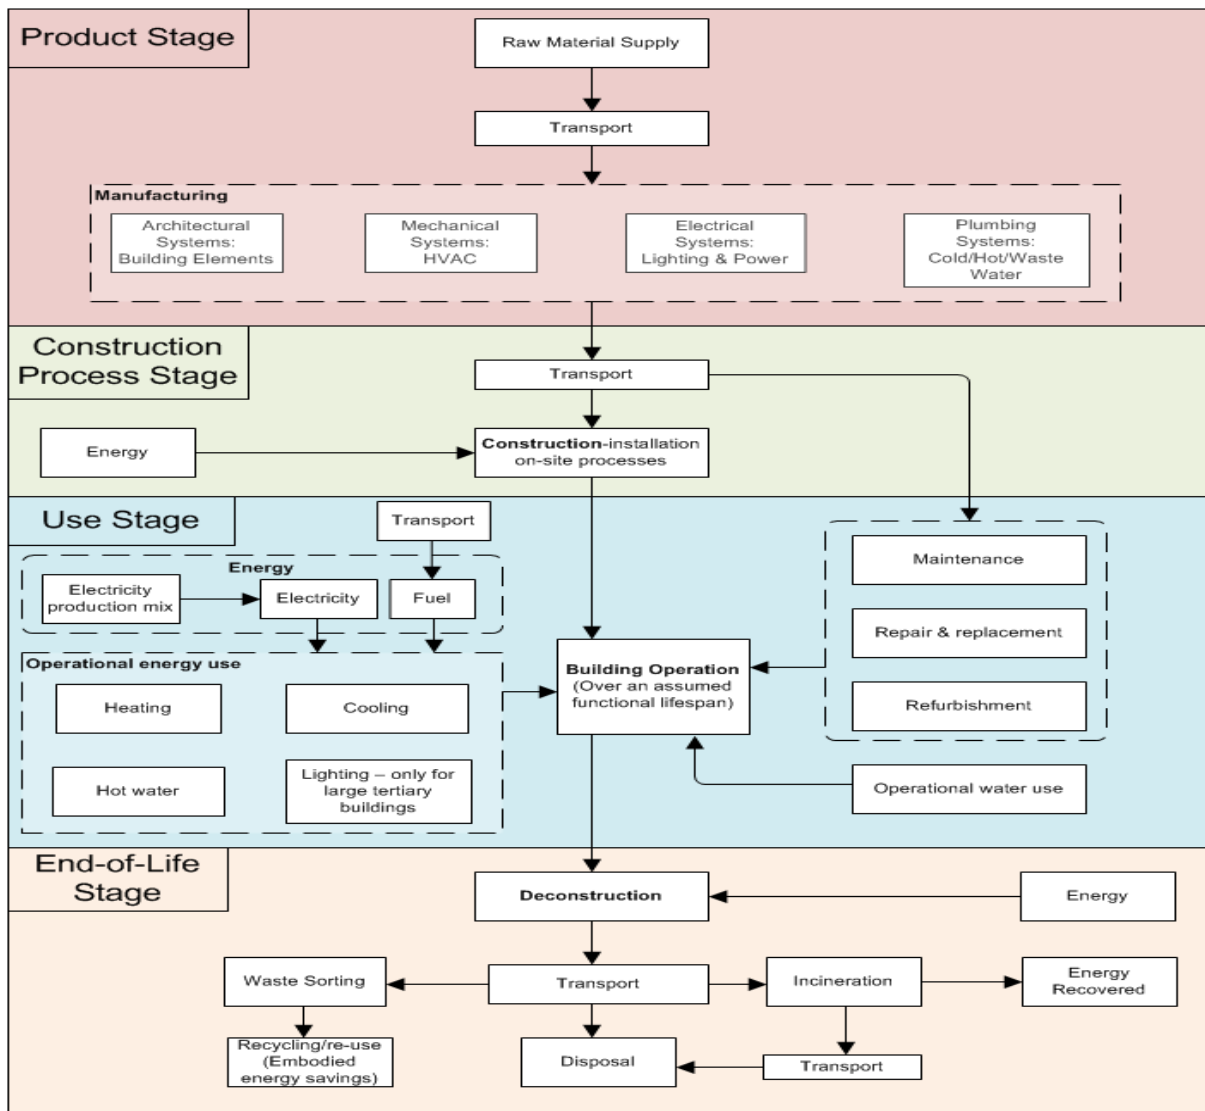 Product Stage
Raw Material Supply
Transport
Manufacturing
Architectural
Systems:
Building Elements
Mechanical
Systems:
HVAC
Electrical
Systems:
Lighting & Power
Plumbing
Systems:
Cold/Hot/Waste
Water
Construction
Process Stage
Transport
Energy
Construction-installation
on-site processes
Use Stage
Transport
Energy
Electricity
production mix
Electricity
Fuel
Maintenance
Repair & replacement
Refurbishment
Operational energy use
Heating
Cooling
Hot water
Lighting – only for
large tertiary
buildings
Building Operation
(Over an assumed
functional lifespan)
Operational water use
End-of-Life
Stage
Deconstruction
Energy
Waste Sorting
Transport
Incineration
Energy
Recovered
Recycling/re-use
(Embodied
energy savings)
Disposal
Transport